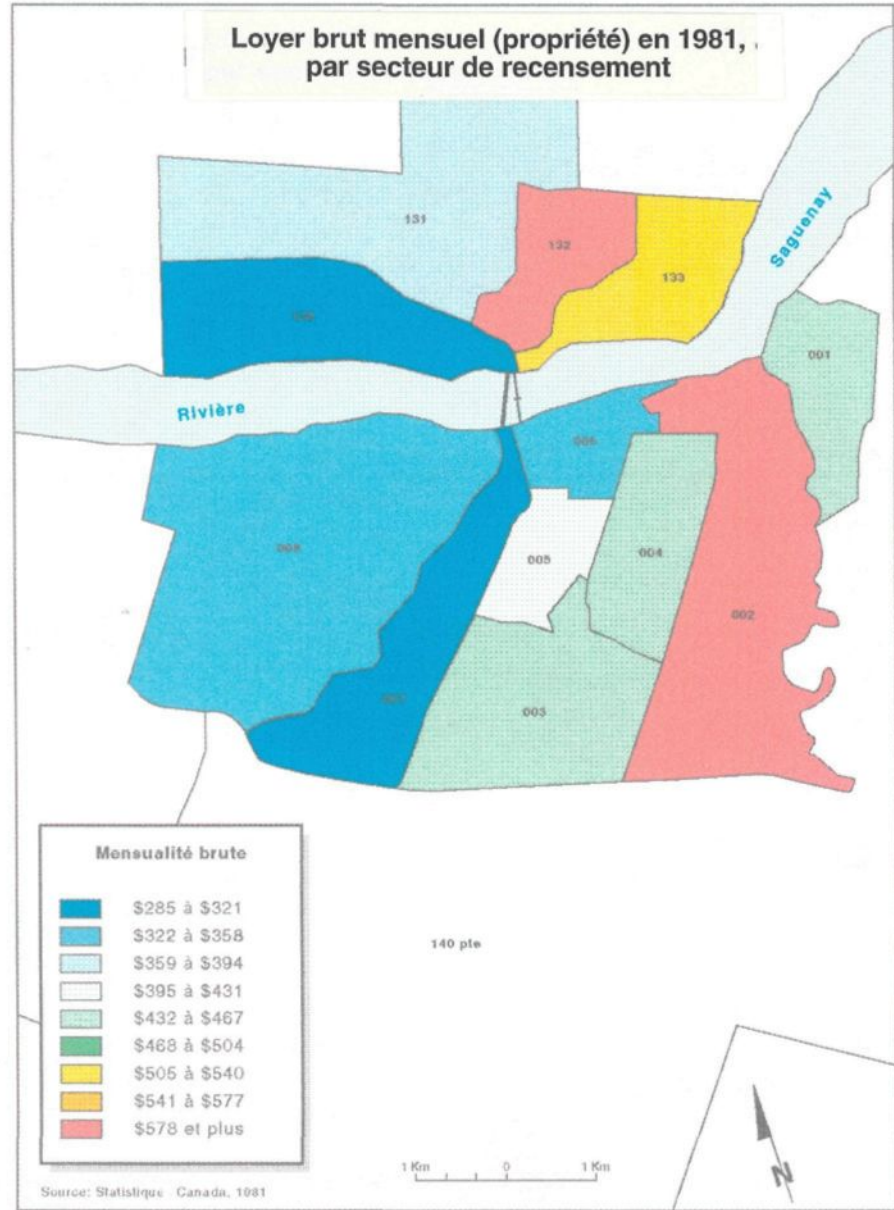 Loyer brut mensuel (propriété) en 1981,
par secteur de recensement
Saguenay
131
132
133
001
Rivière
006
005
004
002
003
Mensualité brute
$285 à $321
$322 à $358
$359 à $394
$395 à $431
$432 à $467
$468 à $504
$505 à $540
$541 à $577
$578 et plus
140 pte
1 Km 0 1 Km
N
Source: Statistique Canada, 1981